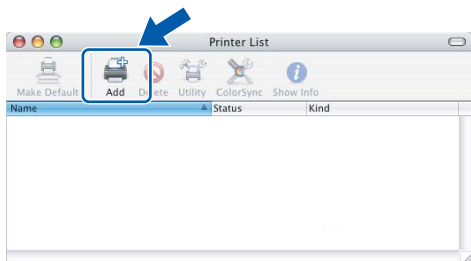 Printer List
Make Default Add Delete Utility ColorSync Show Info
Name Status Kind